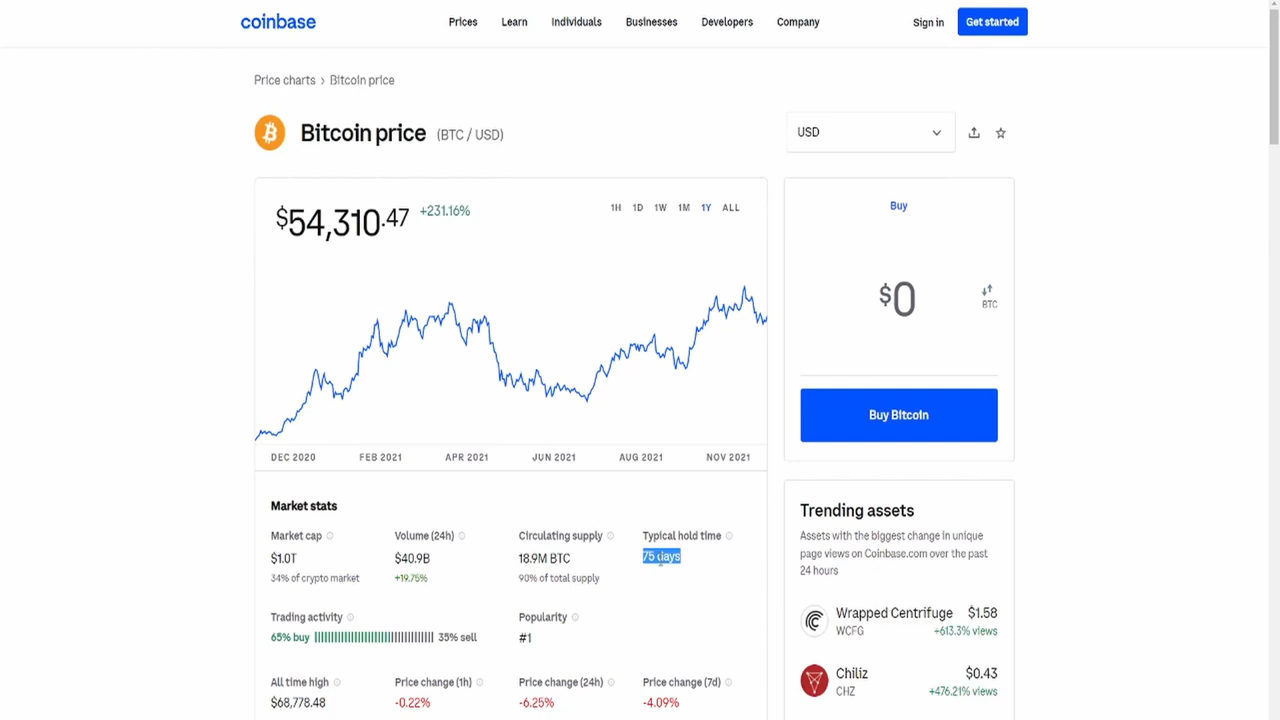 coinbase
Prices
Learn
Individuals
Businesses
Developers
Company
Sign in
Get started
Price charts > Bitcoin price
Bitcoin price (BTC / USD)
USD
$54,310.47 +231.16%
1H 1D 1W 1M 1Y ALL
DEC 2020 FEB 2021 APR 2021 JUN 2021 AUG 2021 NOV 2021
Market stats
Market cap
$1.0T
34% of crypto market
Volume (24h)
$40.9B
+19.75%
Circulating supply
18.9M BTC
90% of total supply
Typical hold time
75 days
Trading activity
65% buy
35% sell
Popularity
#1
All time high
$68,778.48
Price change (1h)
-0.22%
Price change (24h)
-6.25%
Price change (7d)
-4.09%
Buy
$0
BTC
Buy Bitcoin
Trending assets
Assets with the biggest change in unique
page views on Coinbase.com over the past
24 hours
Wrapped Centrifuge $1.58
WCFG +613.3% views
Chiliz $0.43
CHZ +476.21% views